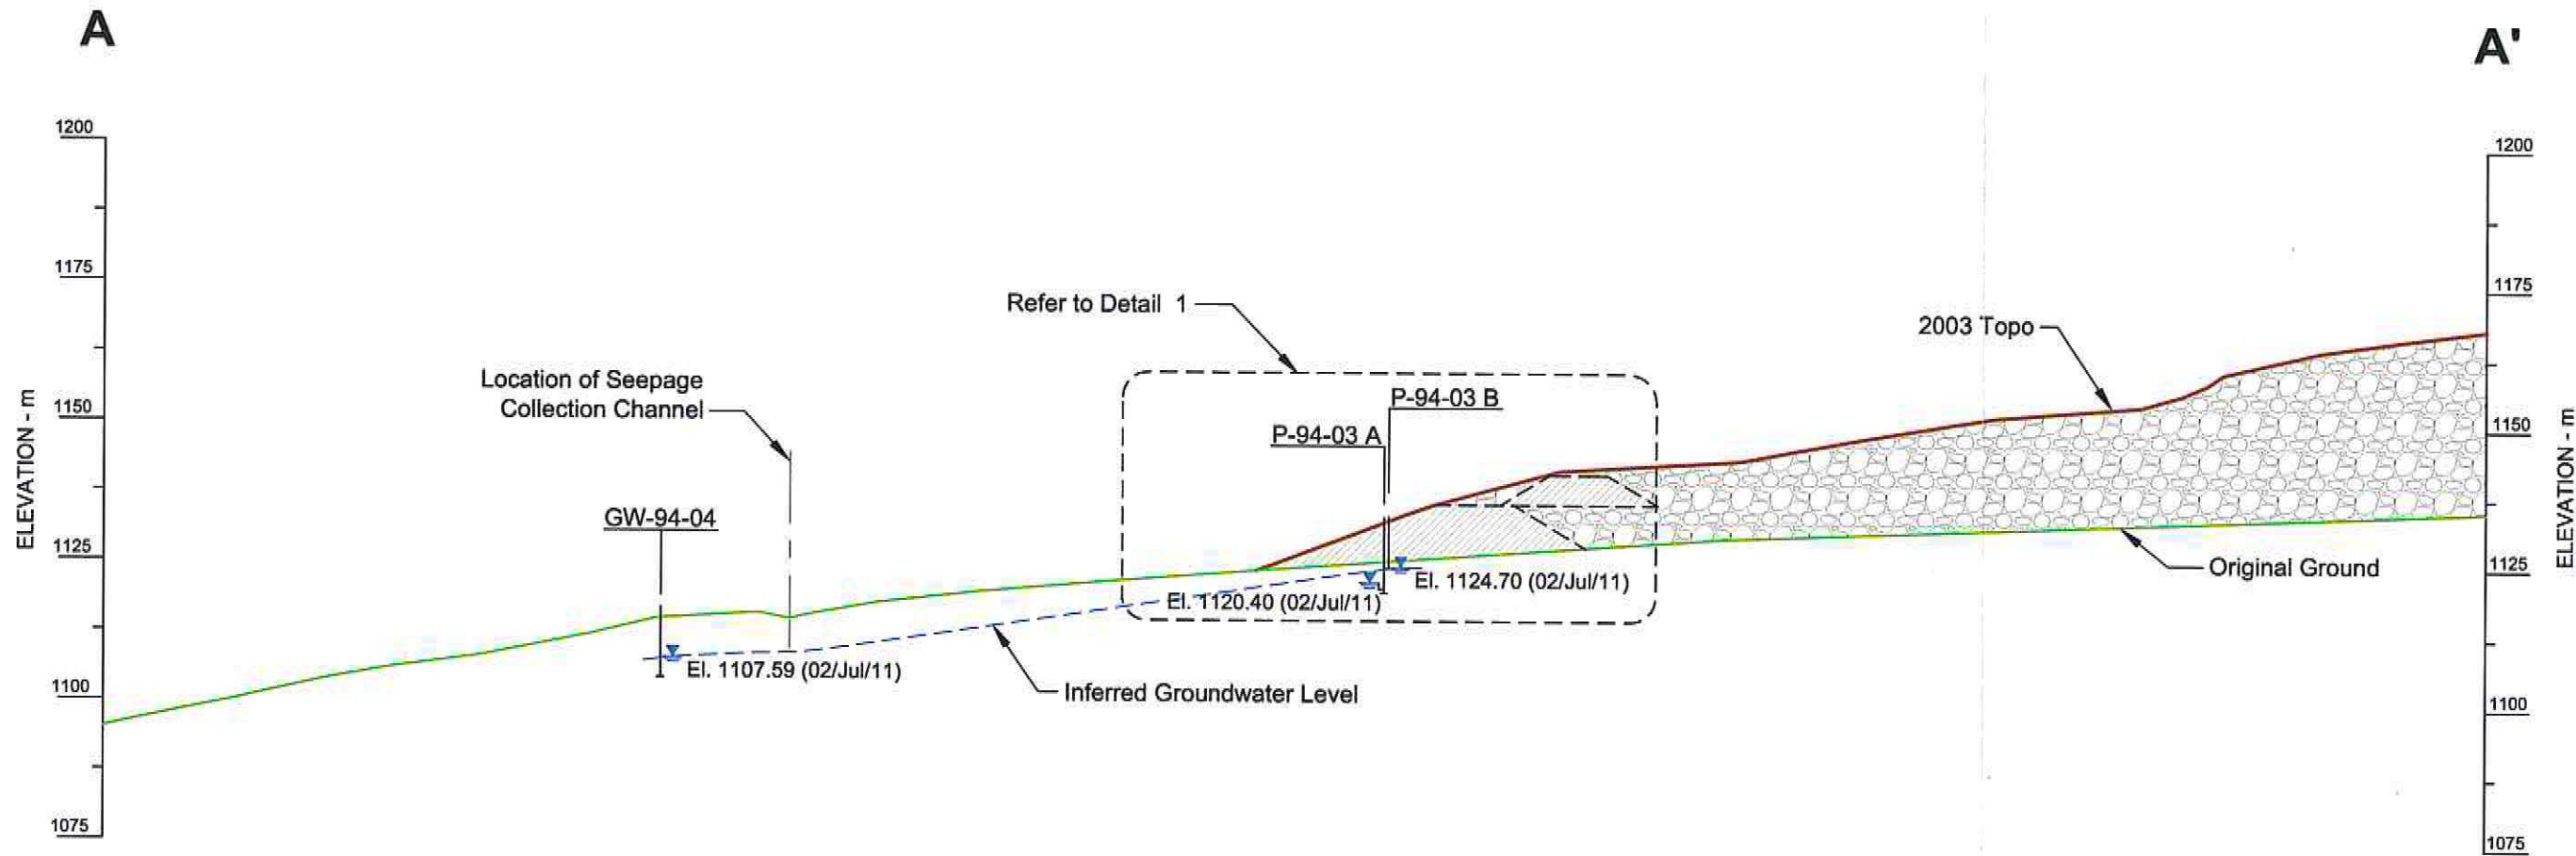 A
A'
1200
1175
1150
1125
1100
1075
ELEVATION - m
Location of Seepage
Collection Channel
GW-94-04
El. 1107.59 (02/Jul/11)
Refer to Detail 1
P-94-03 B
P-94-03 A
El. 1124.70 (02/Jul/11)
El. 1120.40 (02/Jul/11)
Inferred Groundwater Level
2003 Topo
Original Ground
1200
1175
1150
1125
1100
1075
ELEVATION - m